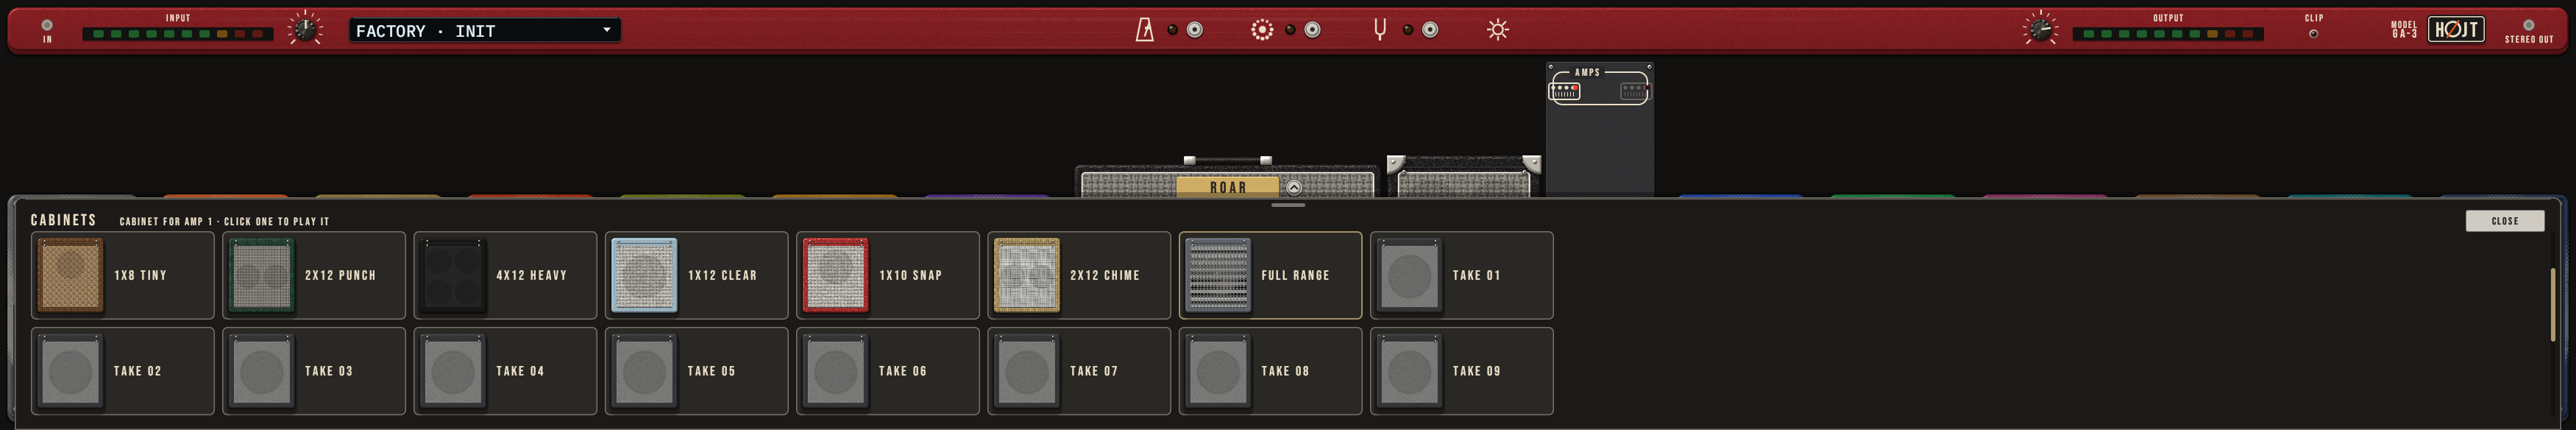 INPUT
IN
FACTORY · INIT
OUTPUT
CLIP
MODEL
GA-3
HØJT
STEREO OUT
AMPS
ROAR
CABINETS
CABINET FOR AMP 1 · CLICK ONE TO PLAY IT
CLOSE
1X8 TINY
2X12 PUNCH
4X12 HEAVY
1X12 CLEAR
1X10 SNAP
2X12 CHIME
FULL RANGE
TAKE 01
TAKE 02
TAKE 03
TAKE 04
TAKE 05
TAKE 06
TAKE 07
TAKE 08
TAKE 09